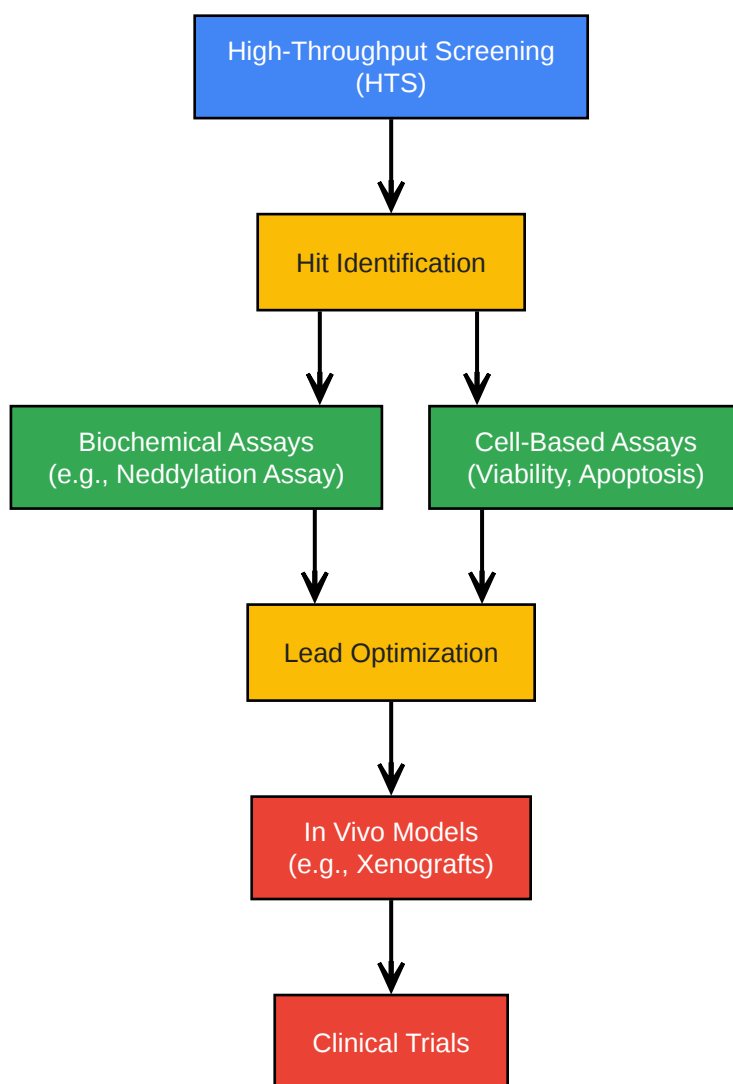 High-Throughput Screening
(HTS)
Hit Identification
Biochemical Assays
(e.g., Neddylation Assay)
Cell-Based Assays
(Viability, Apoptosis)
Lead Optimization
In Vivo Models
(e.g., Xenografts)
Clinical Trials